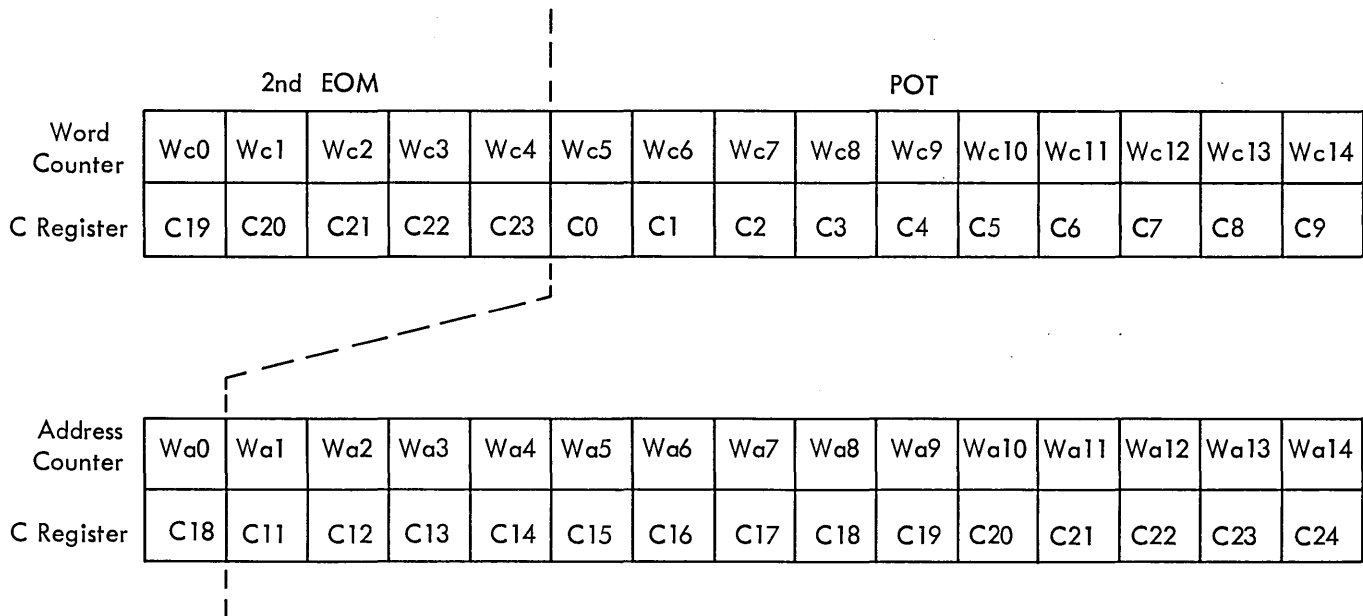 2nd EOM POT
Word Counter Wc0 Wc1 Wc2 Wc3 Wc4 Wc5 Wc6 Wc7 Wc8 Wc9 Wc10 Wc11 Wc12 Wc13 Wc14
C Register C19 C20 C21 C22 C23 C0 C1 C2 C3 C4 C5 C6 C7 C8 C9
Address Counter Wa0 Wa1 Wa2 Wa3 Wa4 Wa5 Wa6 Wa7 Wa8 Wa9 Wa10 Wa11 Wa12 Wa13 Wa14
C Register C18 C11 C12 C13 C14 C15 C16 C17 C18 C19 C20 C21 C22 C23 C24